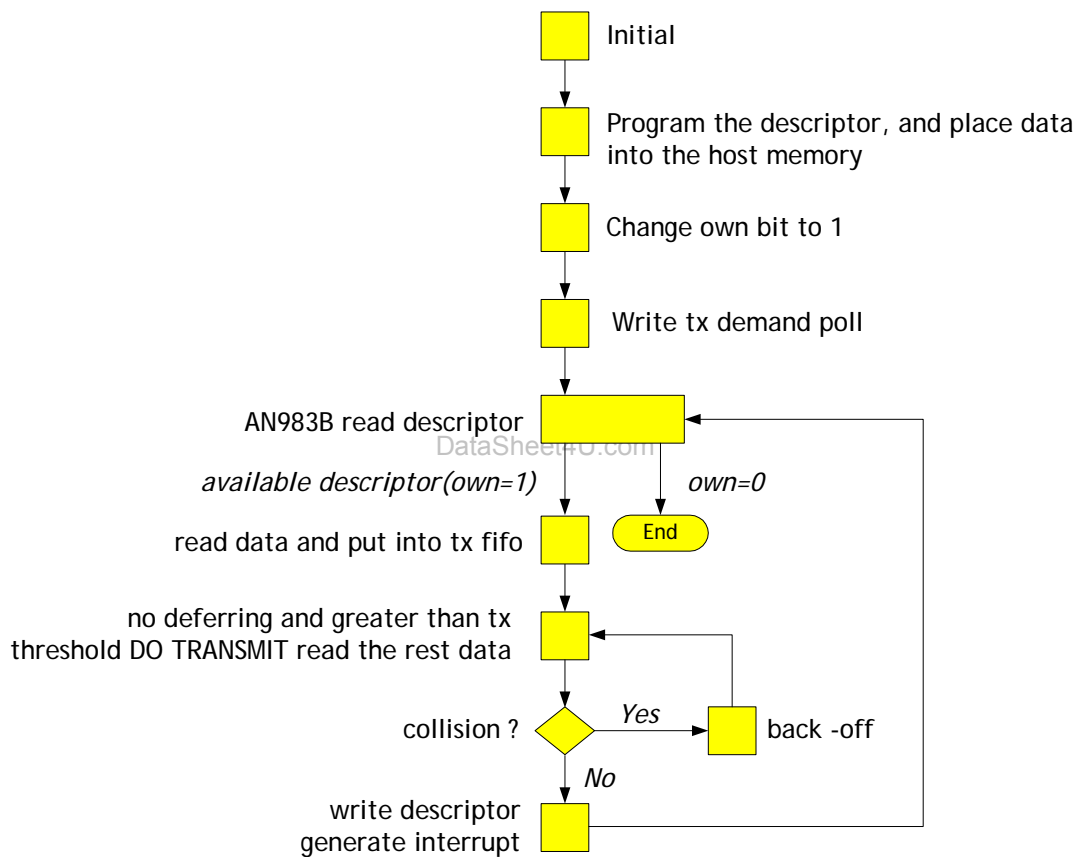 Initial
Program the descriptor, and place data
into the host memory
Change own bit to 1
Write tx demand poll
AN983B read descriptor
DataSheet4U.com
available descriptor(own=1)
own=0
read data and put into tx fifo
End
no deferring and greater than tx
threshold DO TRANSMIT read the rest data
collision ?
Yes
back -off
No
write descriptor
generate interrupt